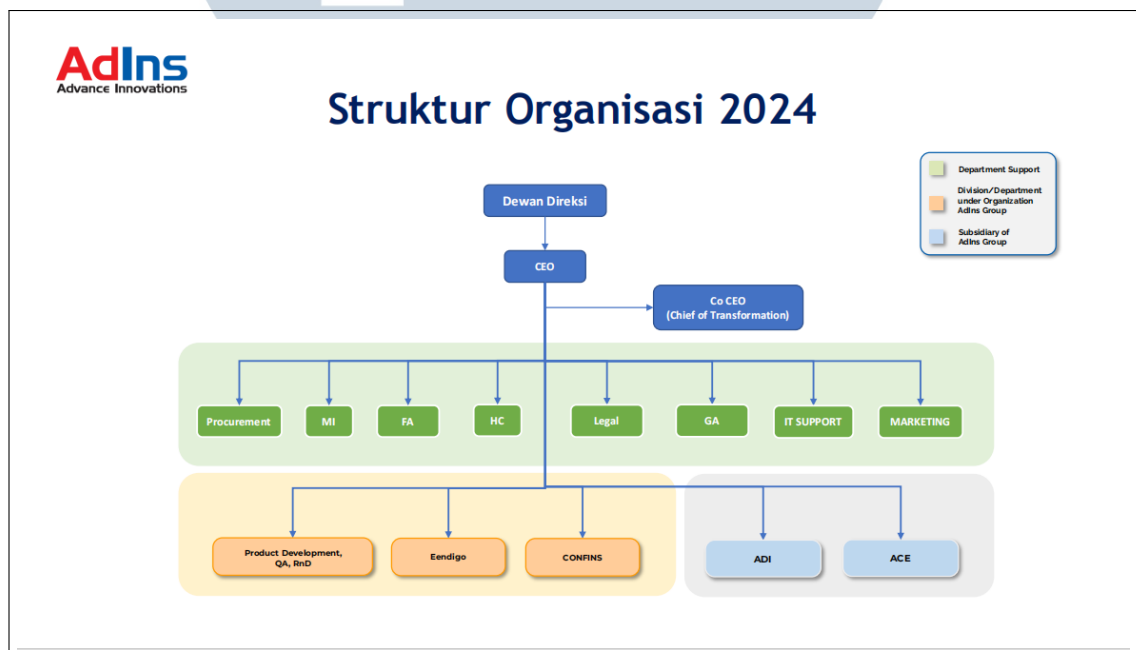 AdIns
Advance Innovations
Struktur Organisasi 2024
Department Support
Division/Department
under Organization
AdIns Group
Subsidiary of
AdIns Group
Dewan Direksi
CEO
Co CEO
(Chief of Transformation)
Procurement
MI
FA
HC
Legal
GA
IT SUPPORT
MARKETING
Product Development,
QA, RnD
Eendigo
CONFINS
ADI
ACE